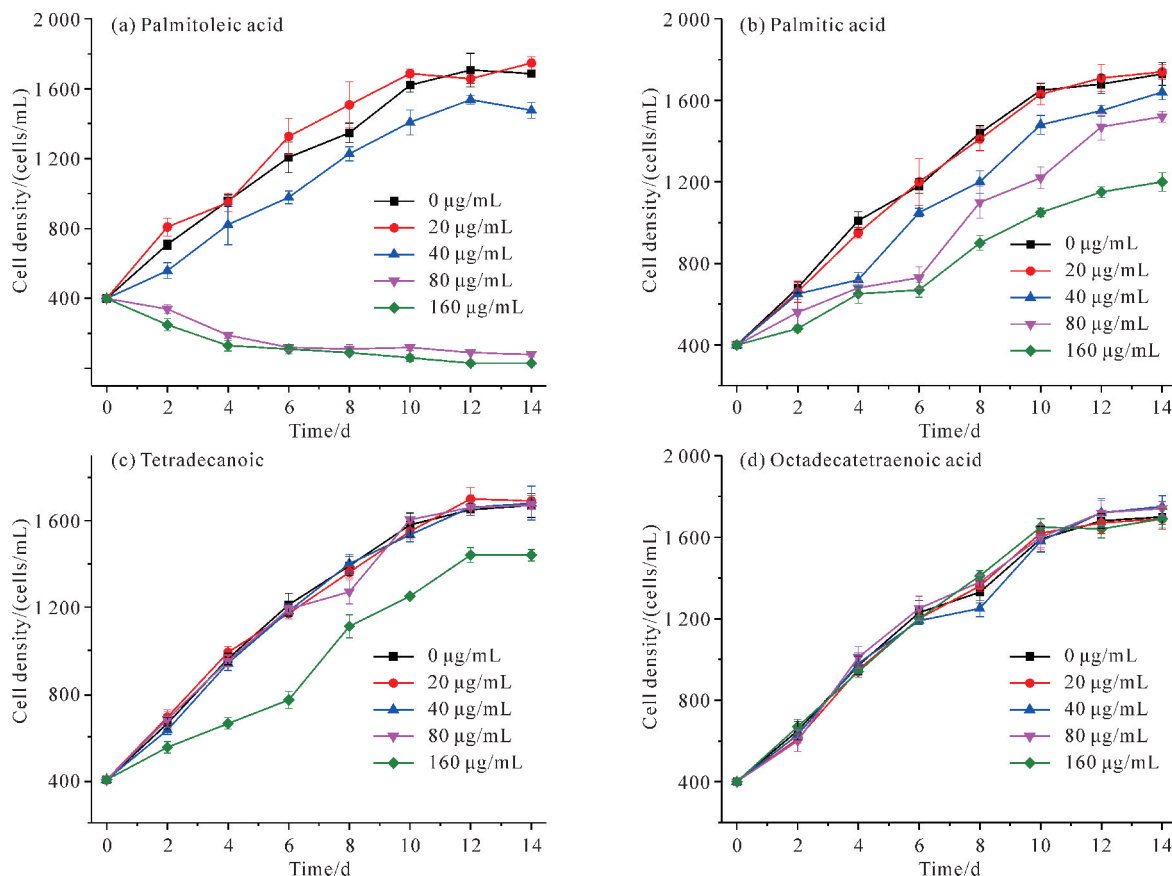 (a) Palmitoleic acid
2 000
1 600
1 200
800
400
Cell density/(cells/mL)
0 μg/mL
20 μg/mL
40 μg/mL
80 μg/mL
160 μg/mL
0 2 4 6 8 10 12 14
Time/d
(b) Palmitic acid
2 000
1 600
1 200
800
400
Cell density/(cells/mL)
0 μg/mL
20 μg/mL
40 μg/mL
80 μg/mL
160 μg/mL
0 2 4 6 8 10 12 14
Time/d
(c) Tetradecanoic
1 600
1 200
800
400
Cell density/(cells/mL)
0 μg/mL
20 μg/mL
40 μg/mL
80 μg/mL
160 μg/mL
0 2 4 6 8 10 12 14
Time/d
(d) Octadecatetraenoic acid
2 000
1 600
1 200
800
400
Cell density/(cells/mL)
0 μg/mL
20 μg/mL
40 μg/mL
80 μg/mL
160 μg/mL
0 2 4 6 8 10 12 14
Time/d